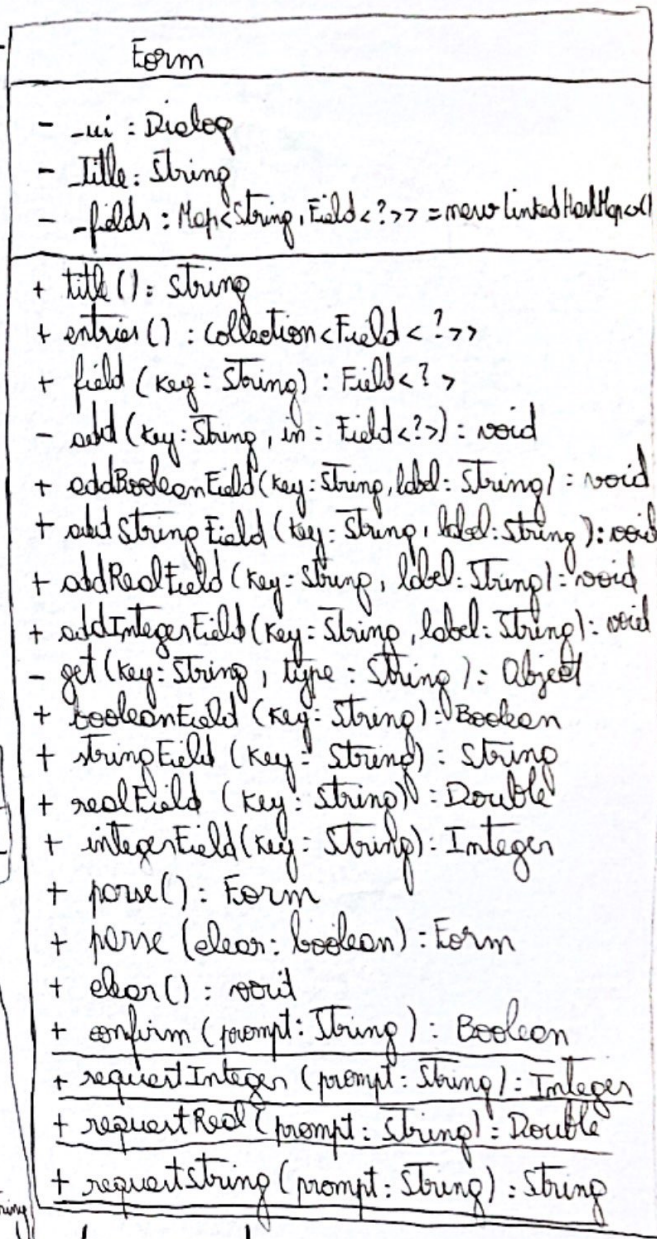 Form
- _ui : Dialog
- _title : String
- _fields : Map<String, Field<?>> = new LinkedHashMap<>()
+ title() : String
+ entries() : Collection<Field<?>>
+ field (key : String) : Field<?>
- add (key : String, in : Field<?>) : void
+ addBooleanField(key : String, label : String) : void
+ addStringField (key : String, label : String) : void
+ addRealField (key : String, label : String) : void
+ addIntegerField(key : String, label : String) : void
- get (key : String, type : String) : Object
+ booleanField (key : String) : Boolean
+ stringField (key : String) : String
+ realField (key : String) : Double
+ integerField(key : String) : Integer
+ parse() : Form
+ parse (clear : boolean) : Form
+ clear() : void
+ confirm (prompt : String) : Boolean
+ requestInteger (prompt : String) : Integer
+ requestReal (prompt : String) : Double
+ requestString (prompt : String) : String